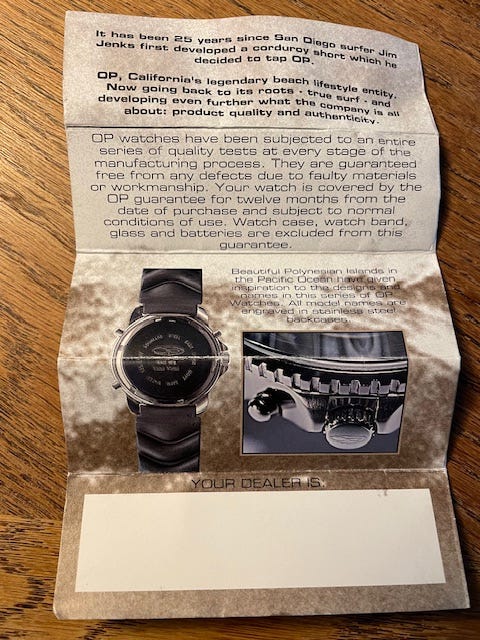 It has been 25 years since San Diego surfer Jim
Jenks first developed a corduroy short which he
decided to tap OP.
OP, California's legendary beach lifestyle entity.
Now going back to its roots - true surf - and
developing even further what the company is all
about: product quality and authenticity.
OP watches have been subjected to an entire
series of quality tests at every stage of the
manufacturing process. They are guaranteed
free from any defects due to faulty materials
or workmanship. Your watch is covered by the
OP guarantee for twelve months from the
date of purchase and subject to normal
conditions of use. Watch case, watch band,
glass and batteries are excluded from this
guarantee.
Beautiful Polynesian Islands in
the Pacific Ocean have given
inspiration to the designs and
names in this series of OP
Watches. All model names are
engraved in stainless steel
backcases.
YOUR DEALER IS: